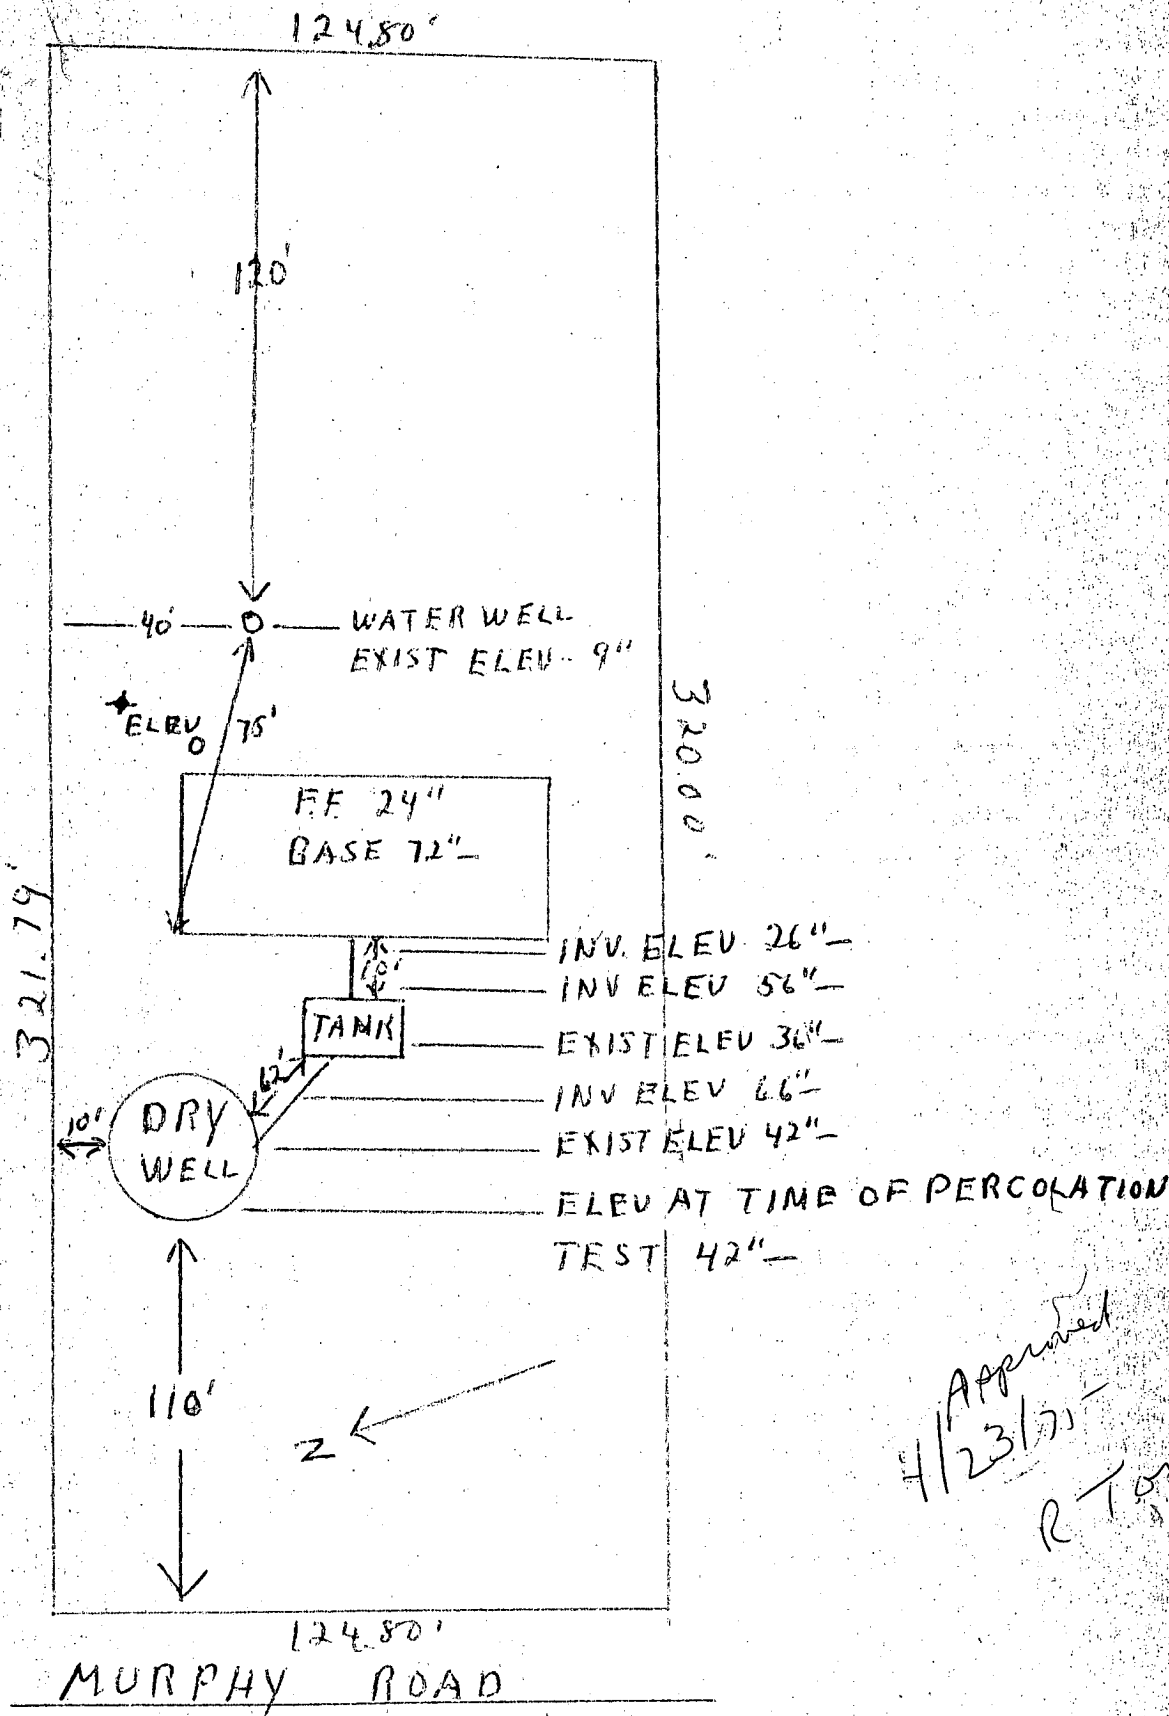 124.80'
120'
40' O WATER WELL
EXIST ELEV - 9"
ELEV 0
75'
320.00'
F.F. 24"
BASE 72"-
321.79'
INV. ELEV 26"-
10'
INV ELEV 56"-
TANK
EXIST ELEV 36"-
62'
INV ELEV 66"-
10'
DRY
WELL
EXIST ELEV 42"-
ELEV AT TIME OF PERCOLATION
TEST 42"-
110'
Approved
4/23/75
N
R
124.80'
MURPHY ROAD